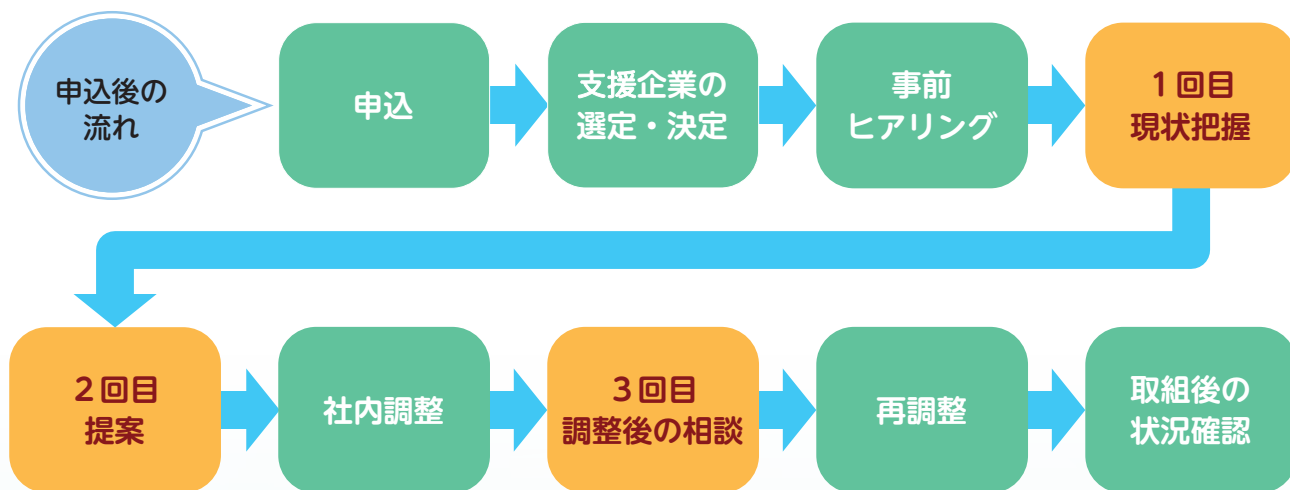 申込後の
流れ
申込
支援企業の
選定・決定
事前
ヒアリング
1回目
現状把握
2回目
提案
社内調整
3回目
調整後の相談
再調整
取組後の
状況確認